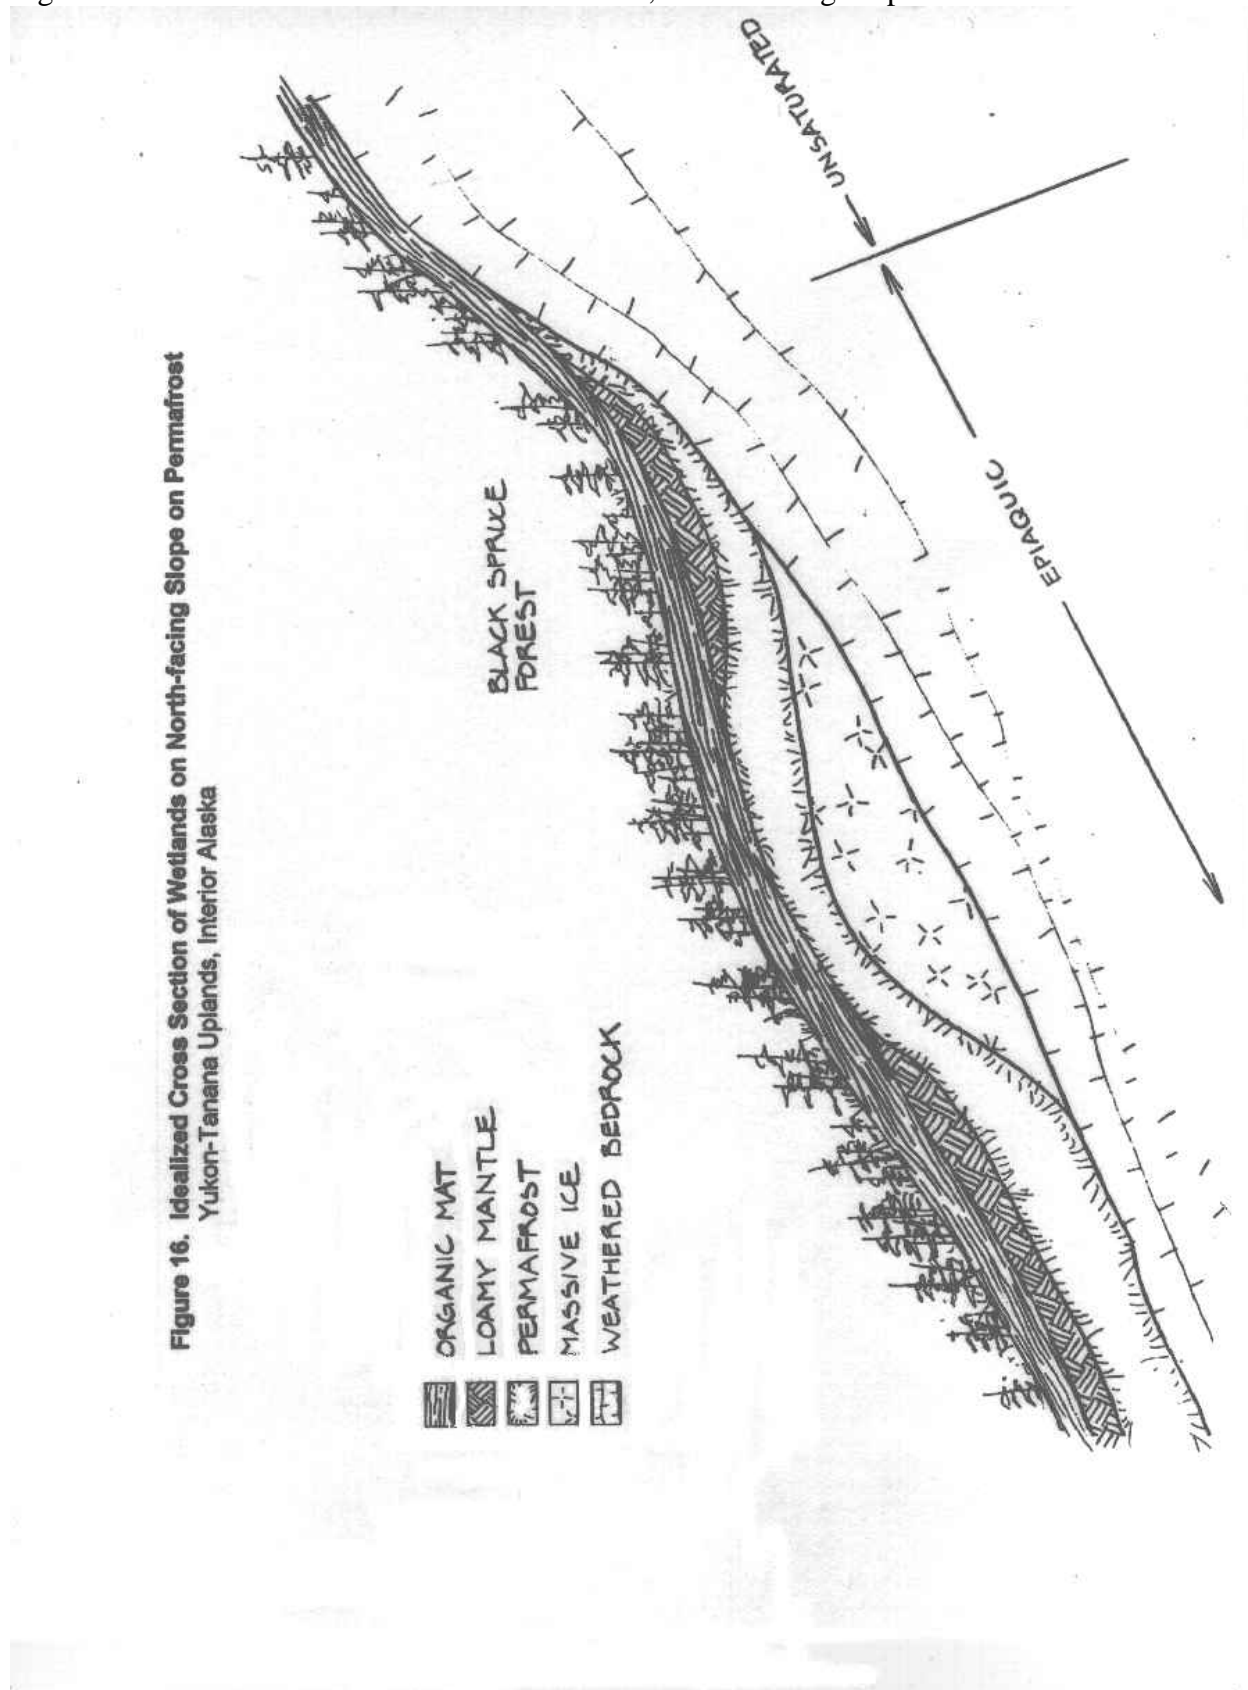 Figure 16. Idealized Cross Section of Wetlands on North-facing Slope on Permafrost
Yukon-Tanana Uplands, Interior Alaska
BLACK SPRUCE
FOREST
ORGANIC MAT
LOAMY MANTLE
PERMAFROST
MASSIVE ICE
WEATHERED BEDROCK
EPIAQUIC
UNSATURATED